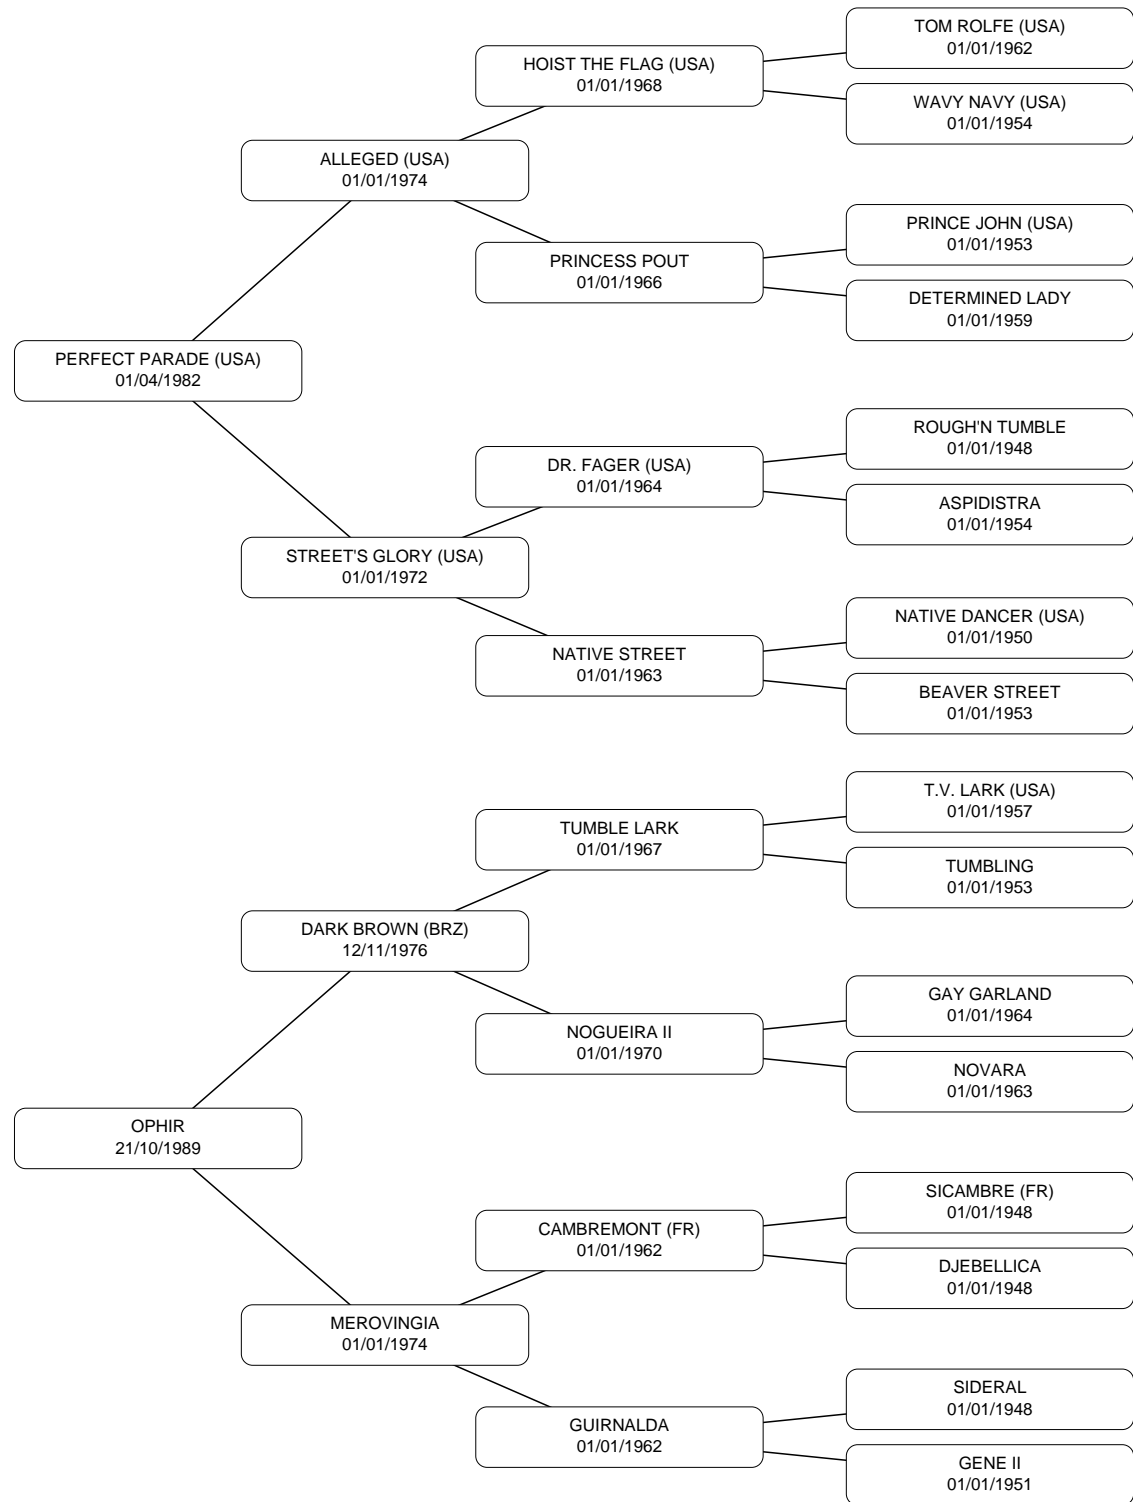 TOM ROLFE (USA)
01/01/1962
HOIST THE FLAG (USA)
01/01/1968
WAVY NAVY (USA)
01/01/1954
ALLEGED (USA)
01/01/1974
PRINCE JOHN (USA)
01/01/1953
PRINCESS POUT
01/01/1966
DETERMINED LADY
01/01/1959
PERFECT PARADE (USA)
01/04/1982
ROUGH'N TUMBLE
01/01/1948
DR. FAGER (USA)
01/01/1964
ASPIDISTRA
01/01/1954
STREET'S GLORY (USA)
01/01/1972
NATIVE DANCER (USA)
01/01/1950
NATIVE STREET
01/01/1963
BEAVER STREET
01/01/1953
T.V. LARK (USA)
01/01/1957
TUMBLE LARK
01/01/1967
TUMBLING
01/01/1953
DARK BROWN (BRZ)
12/11/1976
GAY GARLAND
01/01/1964
NOGUEIRA II
01/01/1970
NOVARA
01/01/1963
OPHIR
21/10/1989
SICAMBRE (FR)
01/01/1948
CAMBREMONT (FR)
01/01/1962
DJEBELLICA
01/01/1948
MEROVINGIA
01/01/1974
SIDERAL
01/01/1948
GUIRNALDA
01/01/1962
GENE II
01/01/1951